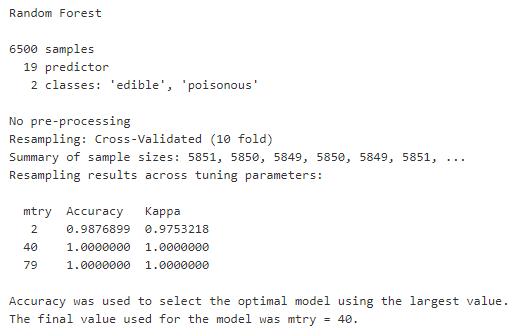 Random Forest
6500 samples
19 predictor
2 classes: 'edible', 'poisonous'
No pre-processing
Resampling: Cross-Validated (10 fold)
Summary of sample sizes: 5851, 5850, 5849, 5850, 5849, 5851, ...
Resampling results across tuning parameters:
mtry Accuracy Kappa
2 0.9876899 0.9753218
40 1.0000000 1.0000000
79 1.0000000 1.0000000
Accuracy was used to select the optimal model using the largest value.
The final value used for the model was mtry = 40.